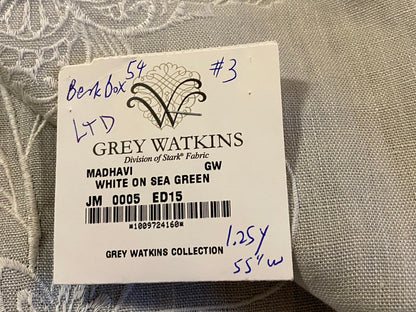 Berk Box 54 #3
LTD
GREY WATKINS
Division of Stark® Fabric
MADHAVI GW
WHITE ON SEA GREEN
JM 0005 ED15
*1009724160*
GREY WATKINS COLLECTION
1.25y
55" w